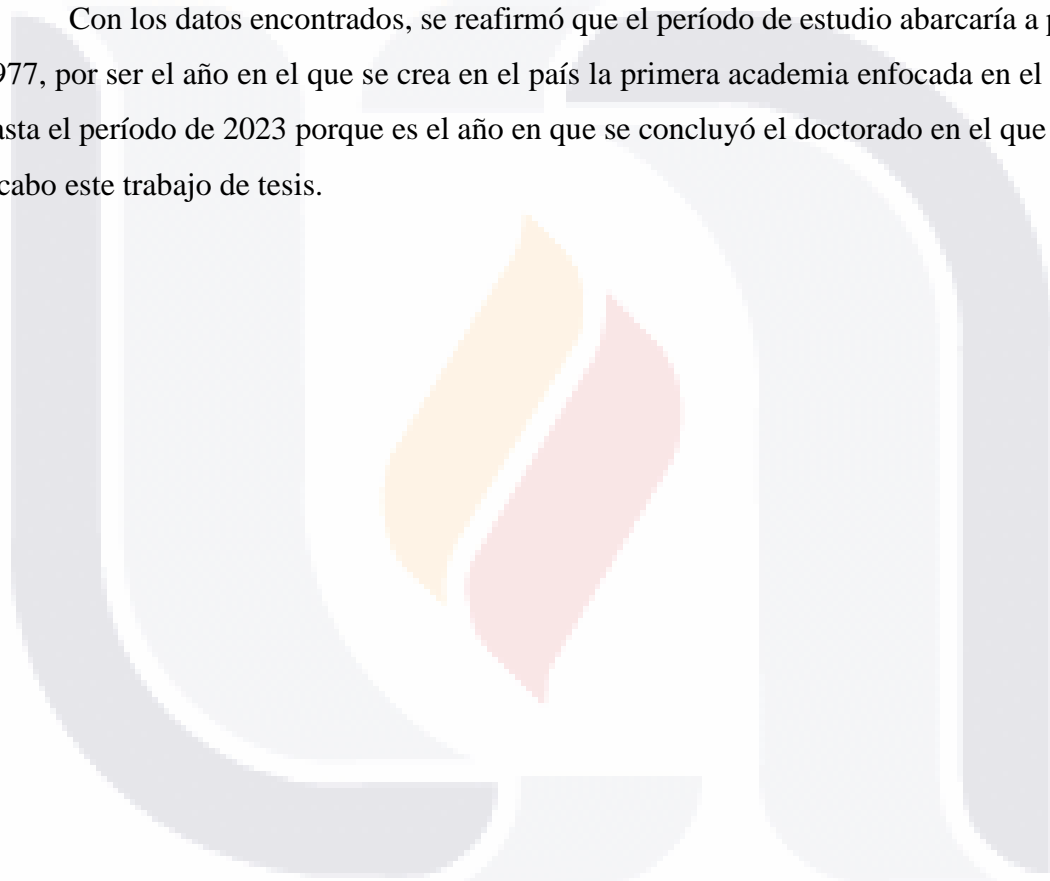 Con los datos encontrados, se reafirmó que el período de estudio abarcaría a
977, por ser el año en el que se crea en el país la primera academia enfocada en el
asta el período de 2023 porque es el año en que se concluyó el doctorado en el que
cabo este trabajo de tesis.